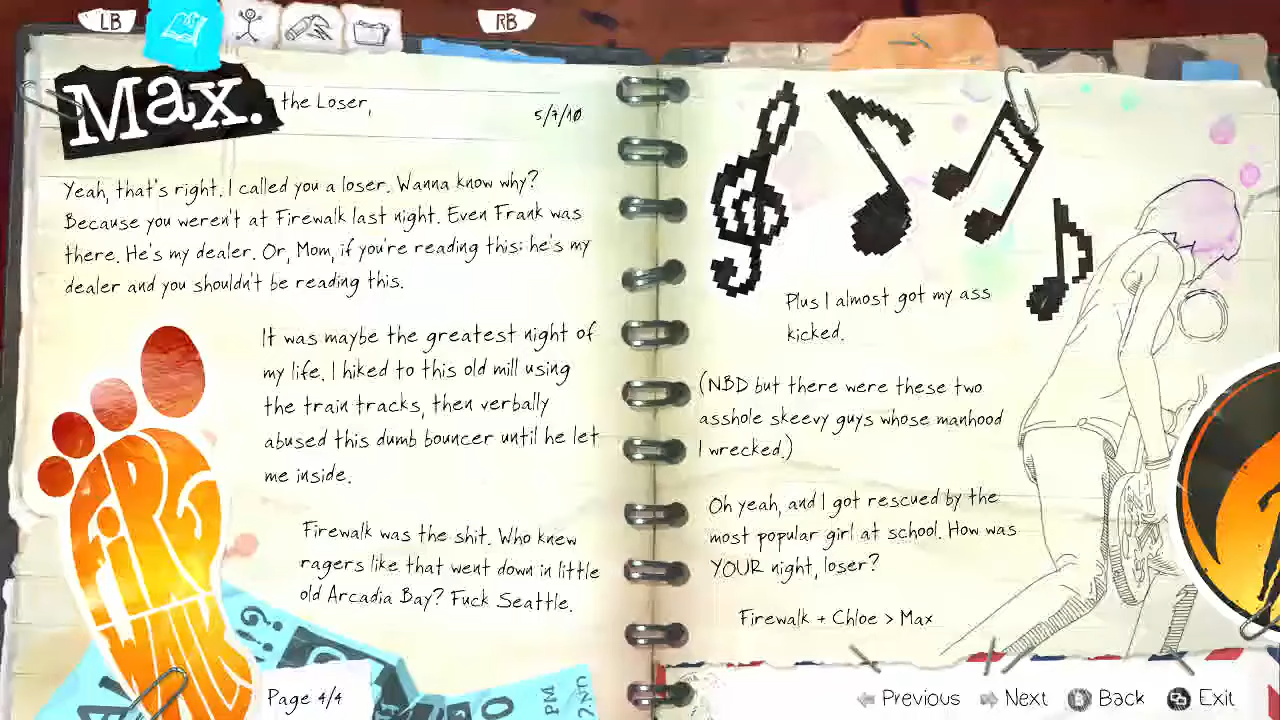 LB
RB
Max.
the Loser,
5/7/10
Yeah, that's right. I called you a loser. Wanna know why?
Because you weren't at Firewalk last night. Even Frank was
there. He's my dealer. Or, Mom, if you're reading this: he's my
dealer and you shouldn't be reading this.
It was maybe the greatest night of
my life. I hiked to this old mill using
the train tracks, then verbally
abused this dumb bouncer until he let
me inside.
Firewalk was the shit. Who knew
ragers like that went down in little
old Arcadia Bay? Fuck Seattle.
FIRE
WALK
Page 4/4
PM
Plus I almost got my ass
kicked.
(NBD but there were these two
asshole skeevy guys whose manhood
I wrecked.)
Oh yeah, and I got rescued by the
most popular girl at school. How was
YOUR night, loser?
Firewalk + Chloe > Max
Previous
Next
Back
Exit